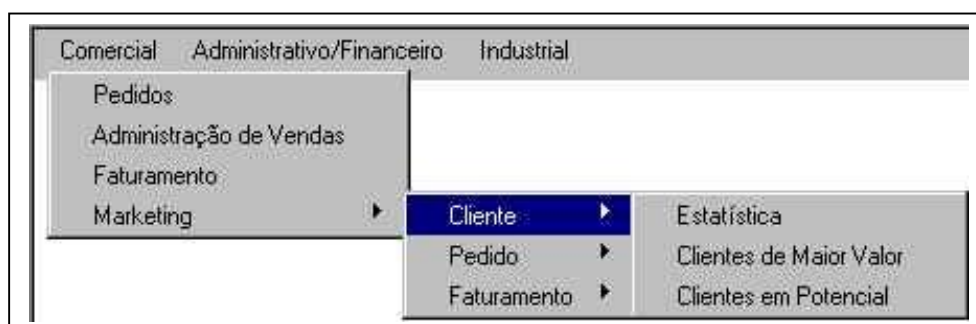 Comercial Administrativo/Financeiro Industrial
Pedidos
Administração de Vendas
Faturamento
Marketing
Cliente
Pedido
Faturamento
Estatística
Clientes de Maior Valor
Clientes em Potencial